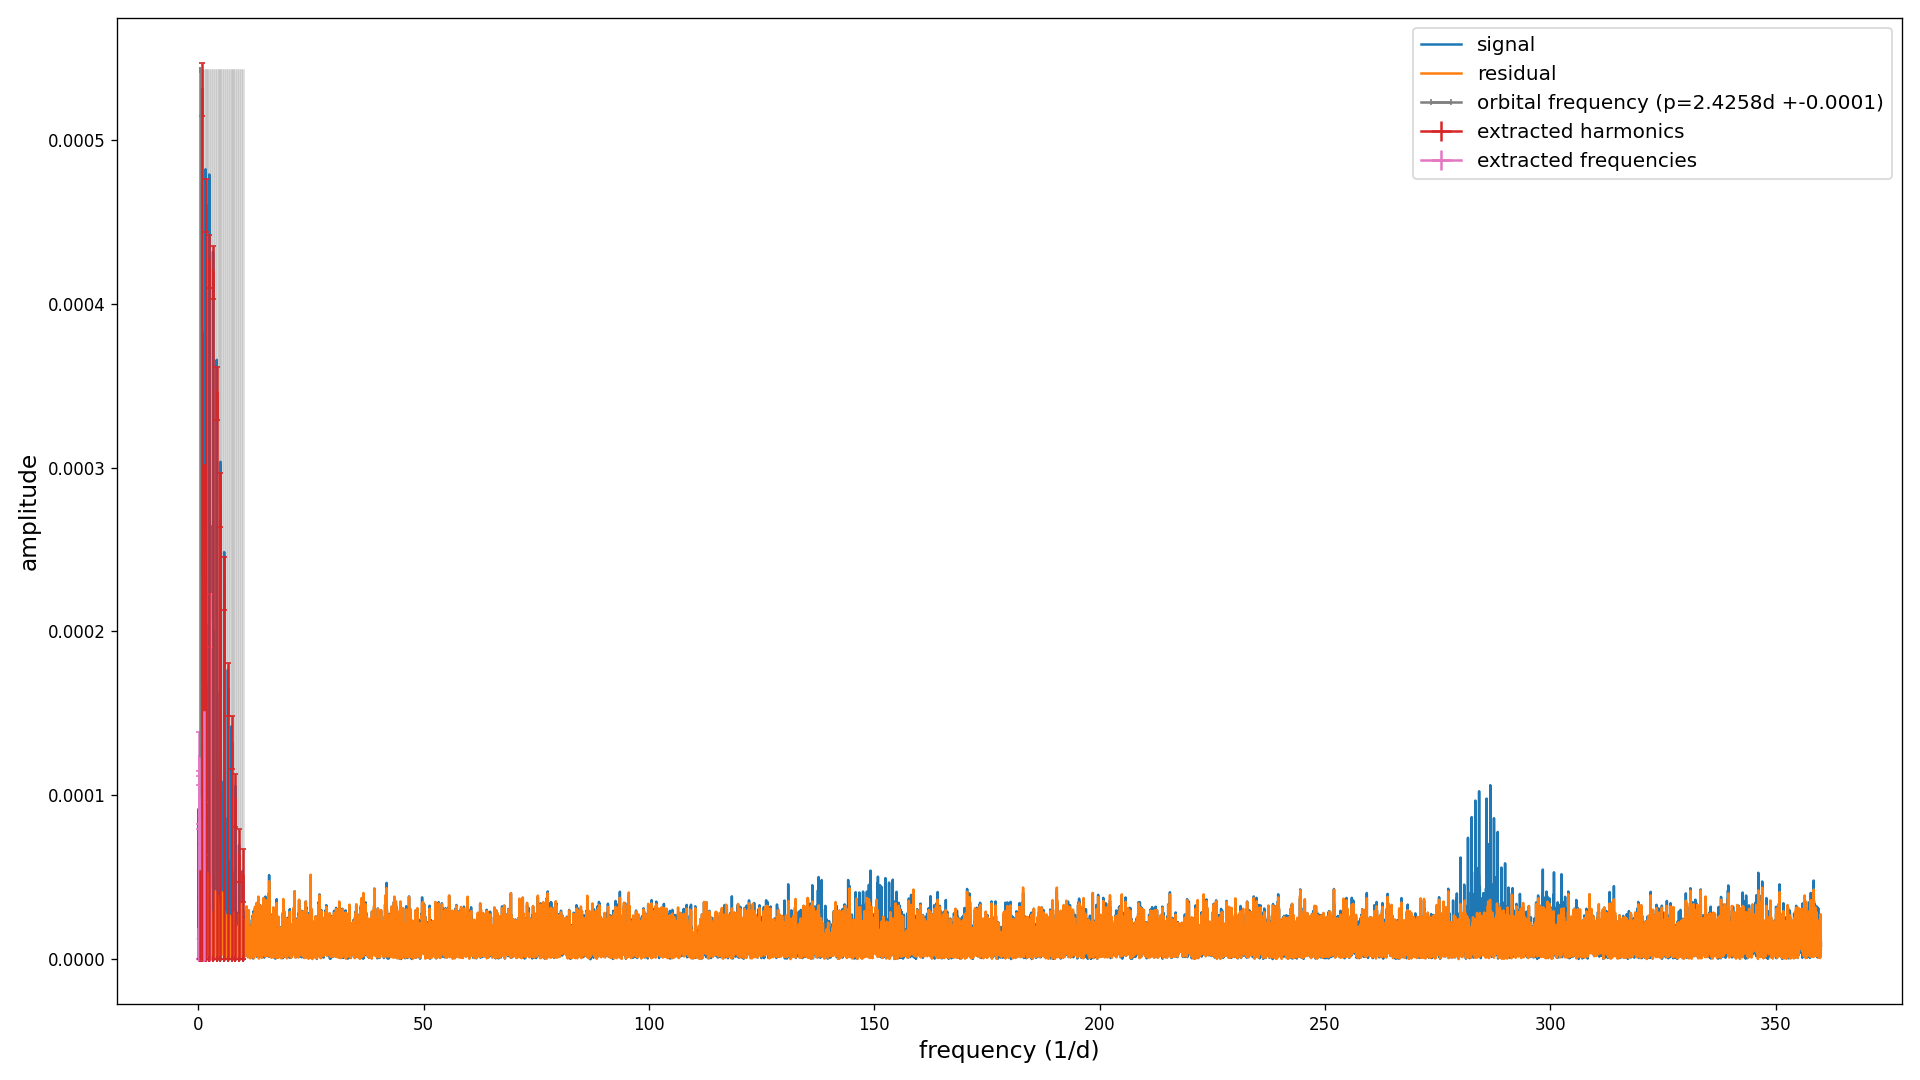 signal
residual
orbital frequency (p=2.4258d +-0.0001)
extracted harmonics
extracted frequencies
amplitude
0.0005
0.0004
0.0003
0.0002
0.0001
0.0000
0 50 100 150 200 250 300 350
frequency (1/d)